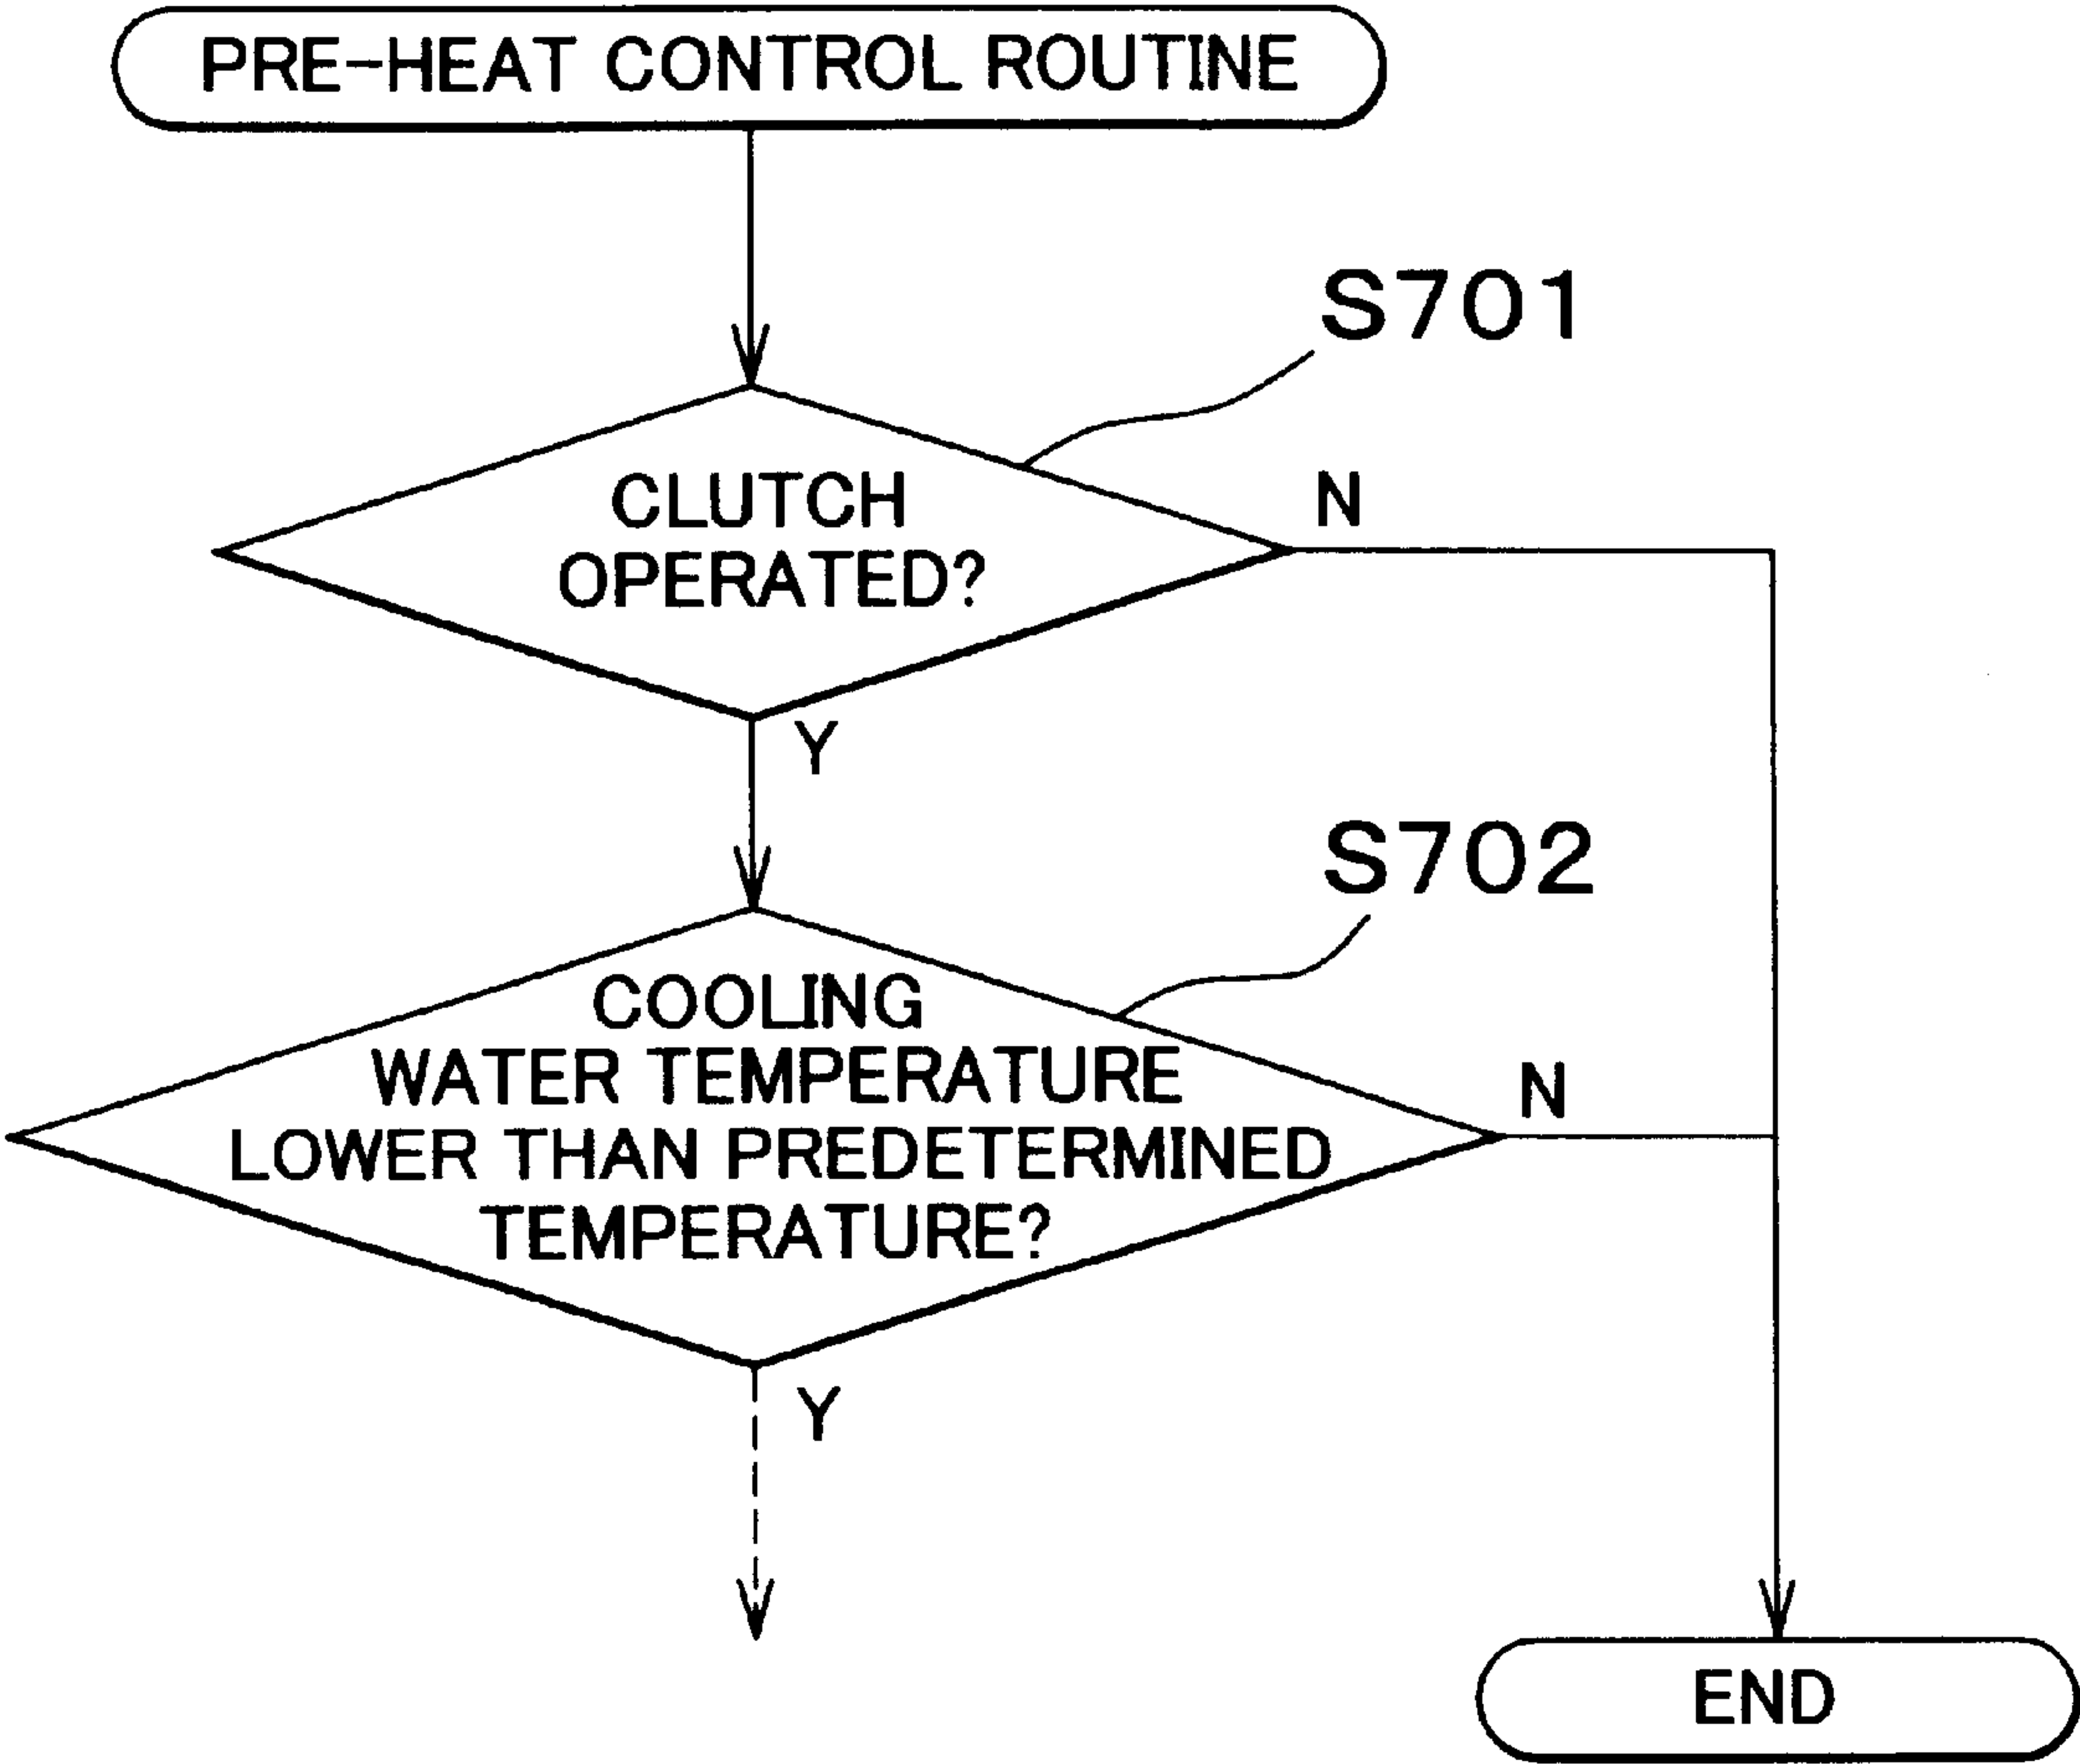 PRE-HEAT CONTROL ROUTINE
S701
CLUTCH
OPERATED?
N
Y
S702
COOLING
WATER TEMPERATURE
LOWER THAN PREDETERMINED
TEMPERATURE?
N
Y
END